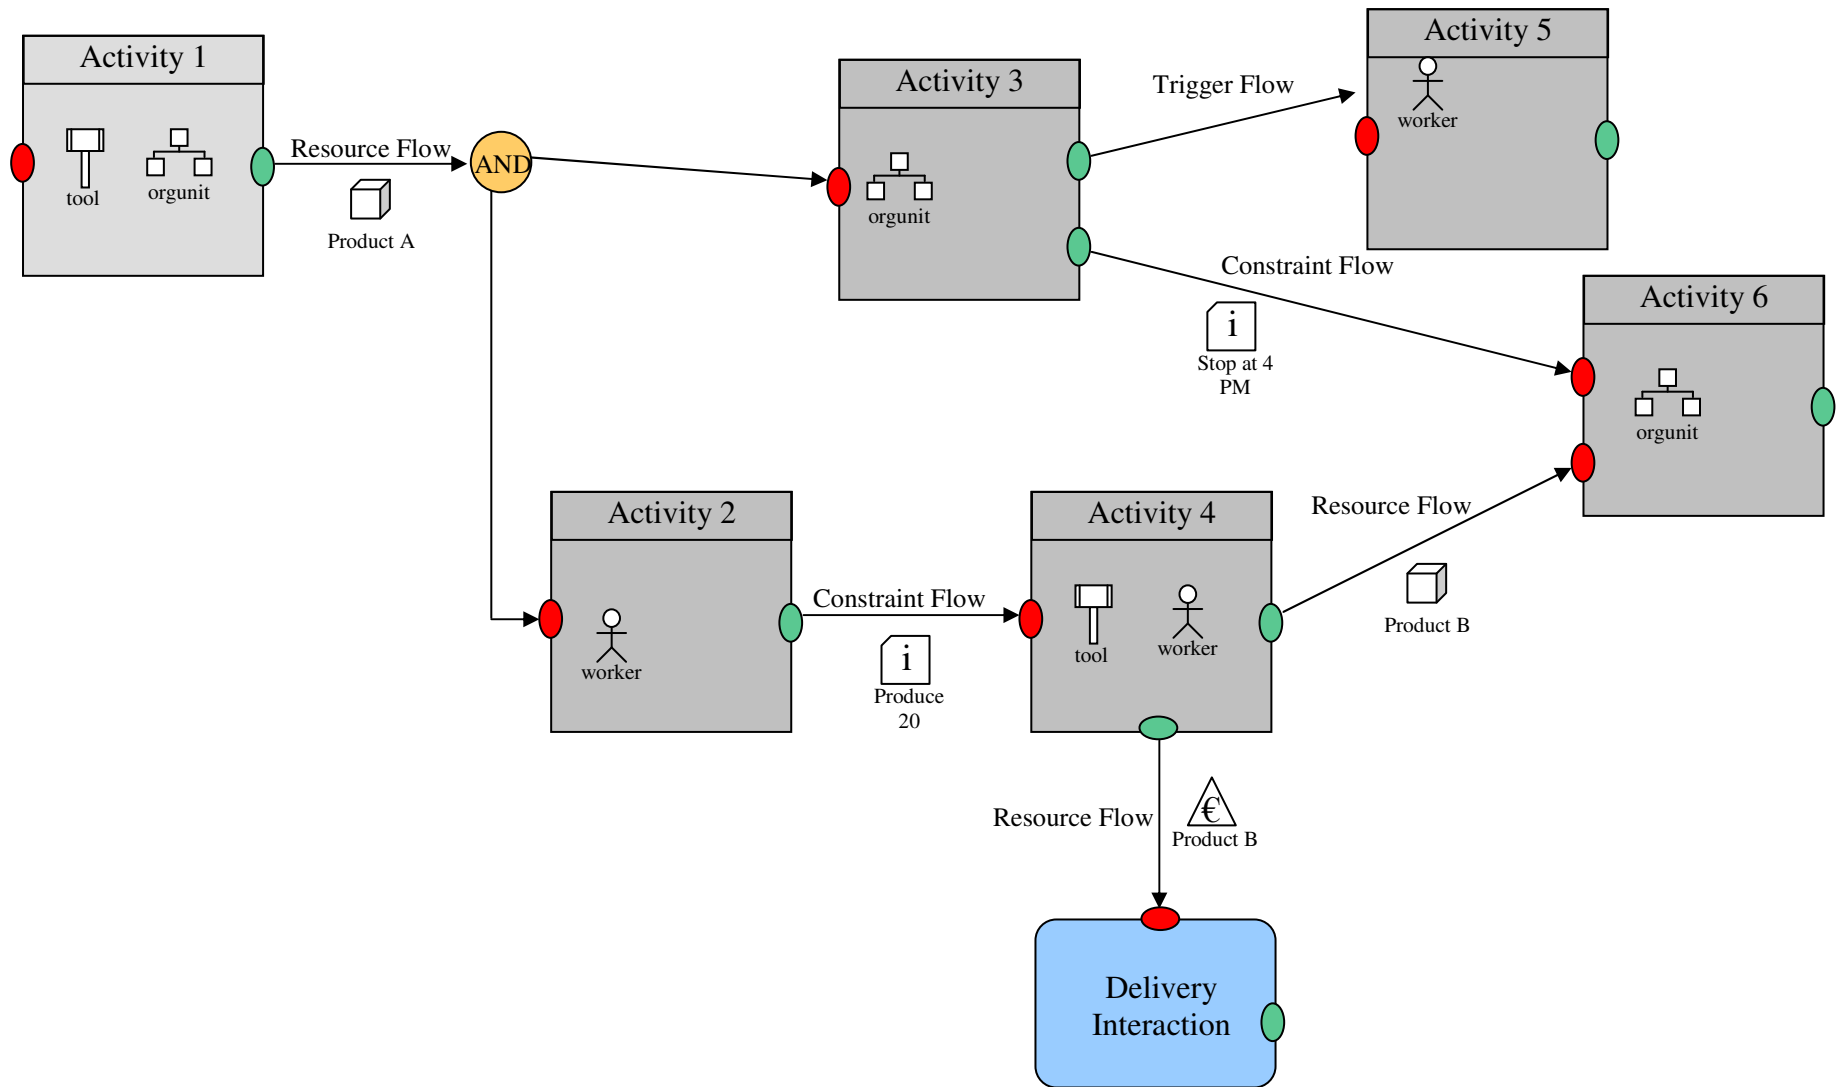 Activity 1
tool
orgunit
Resource Flow
Product A
AND
Activity 3
orgunit
Trigger Flow
Activity 5
worker
Constraint Flow
i
Stop at 4
PM
Activity 6
orgunit
Activity 2
worker
Constraint Flow
i
Produce
20
Activity 4
tool
worker
Resource Flow
Product B
Resource Flow
€
Product B
Delivery
Interaction